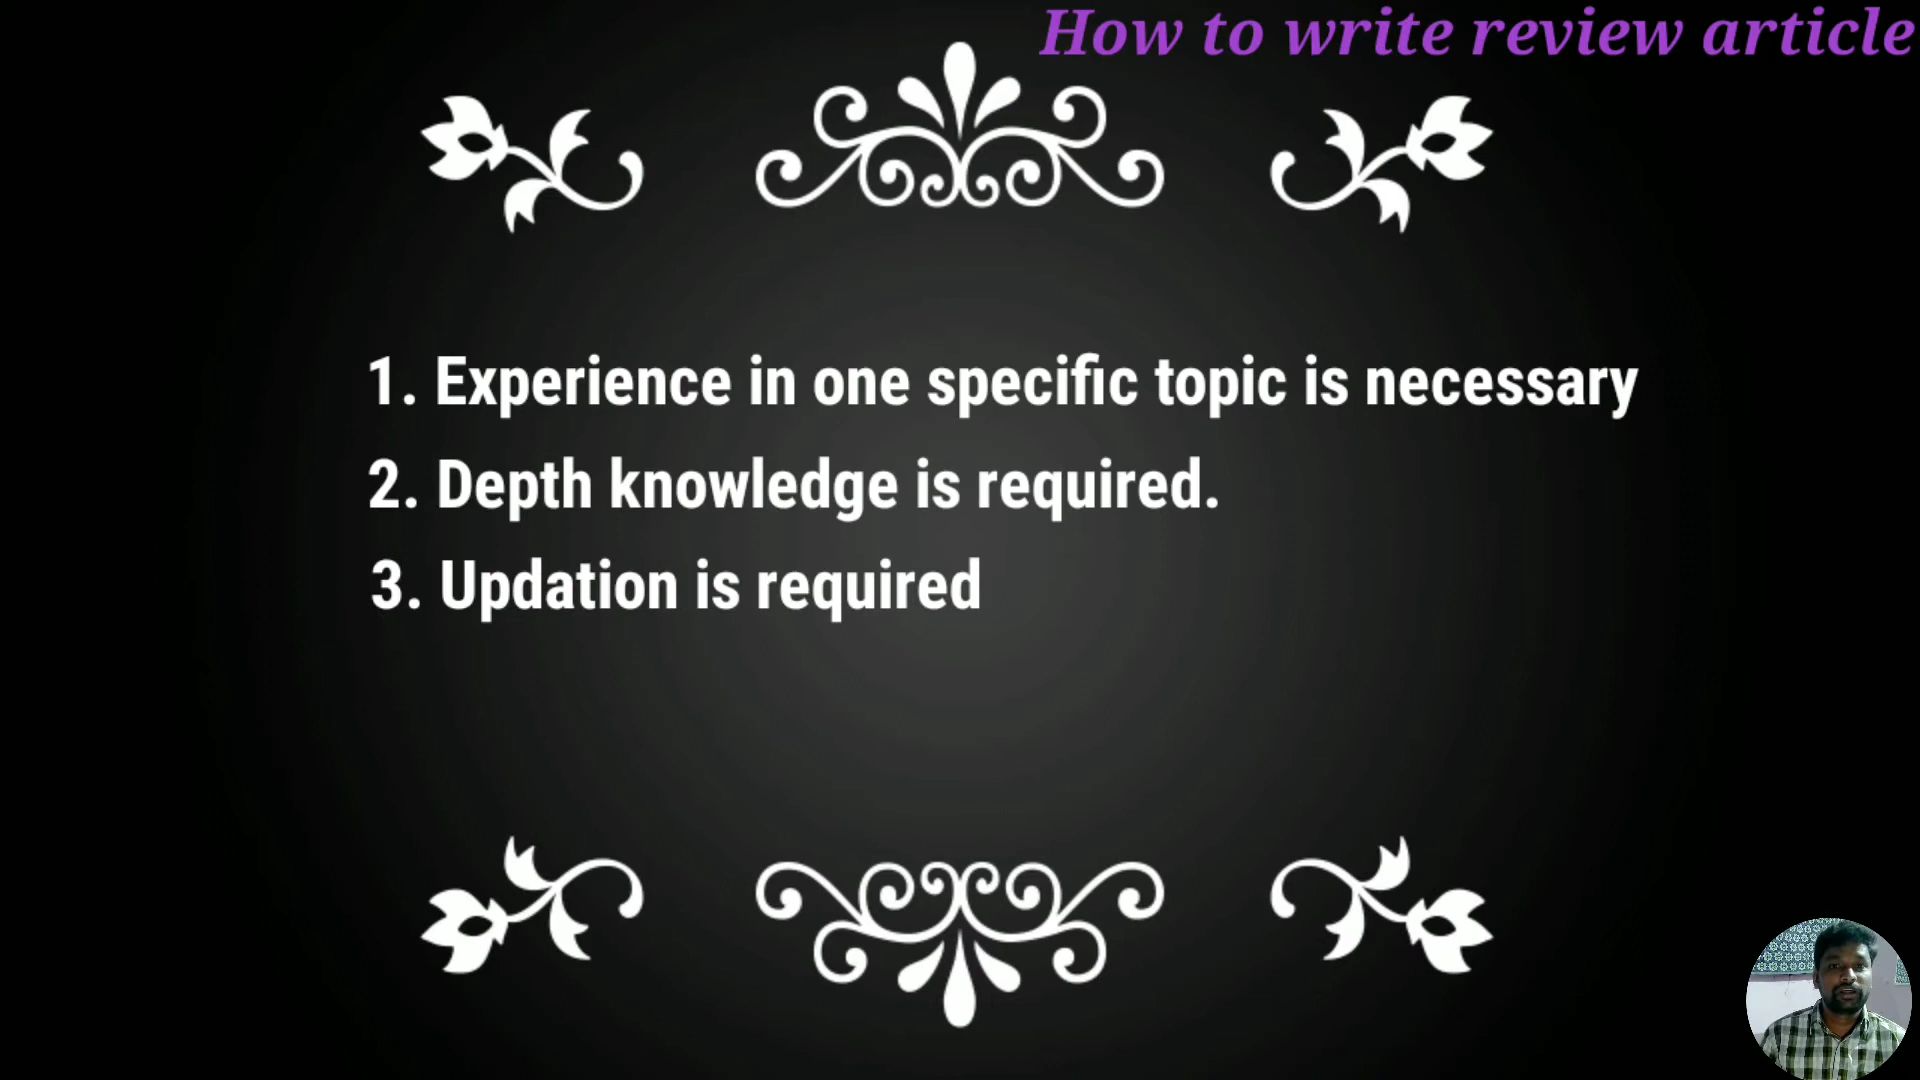 How to write review article
1. Experience in one specific topic is necessary
2. Depth knowledge is required.
3. Updation is required